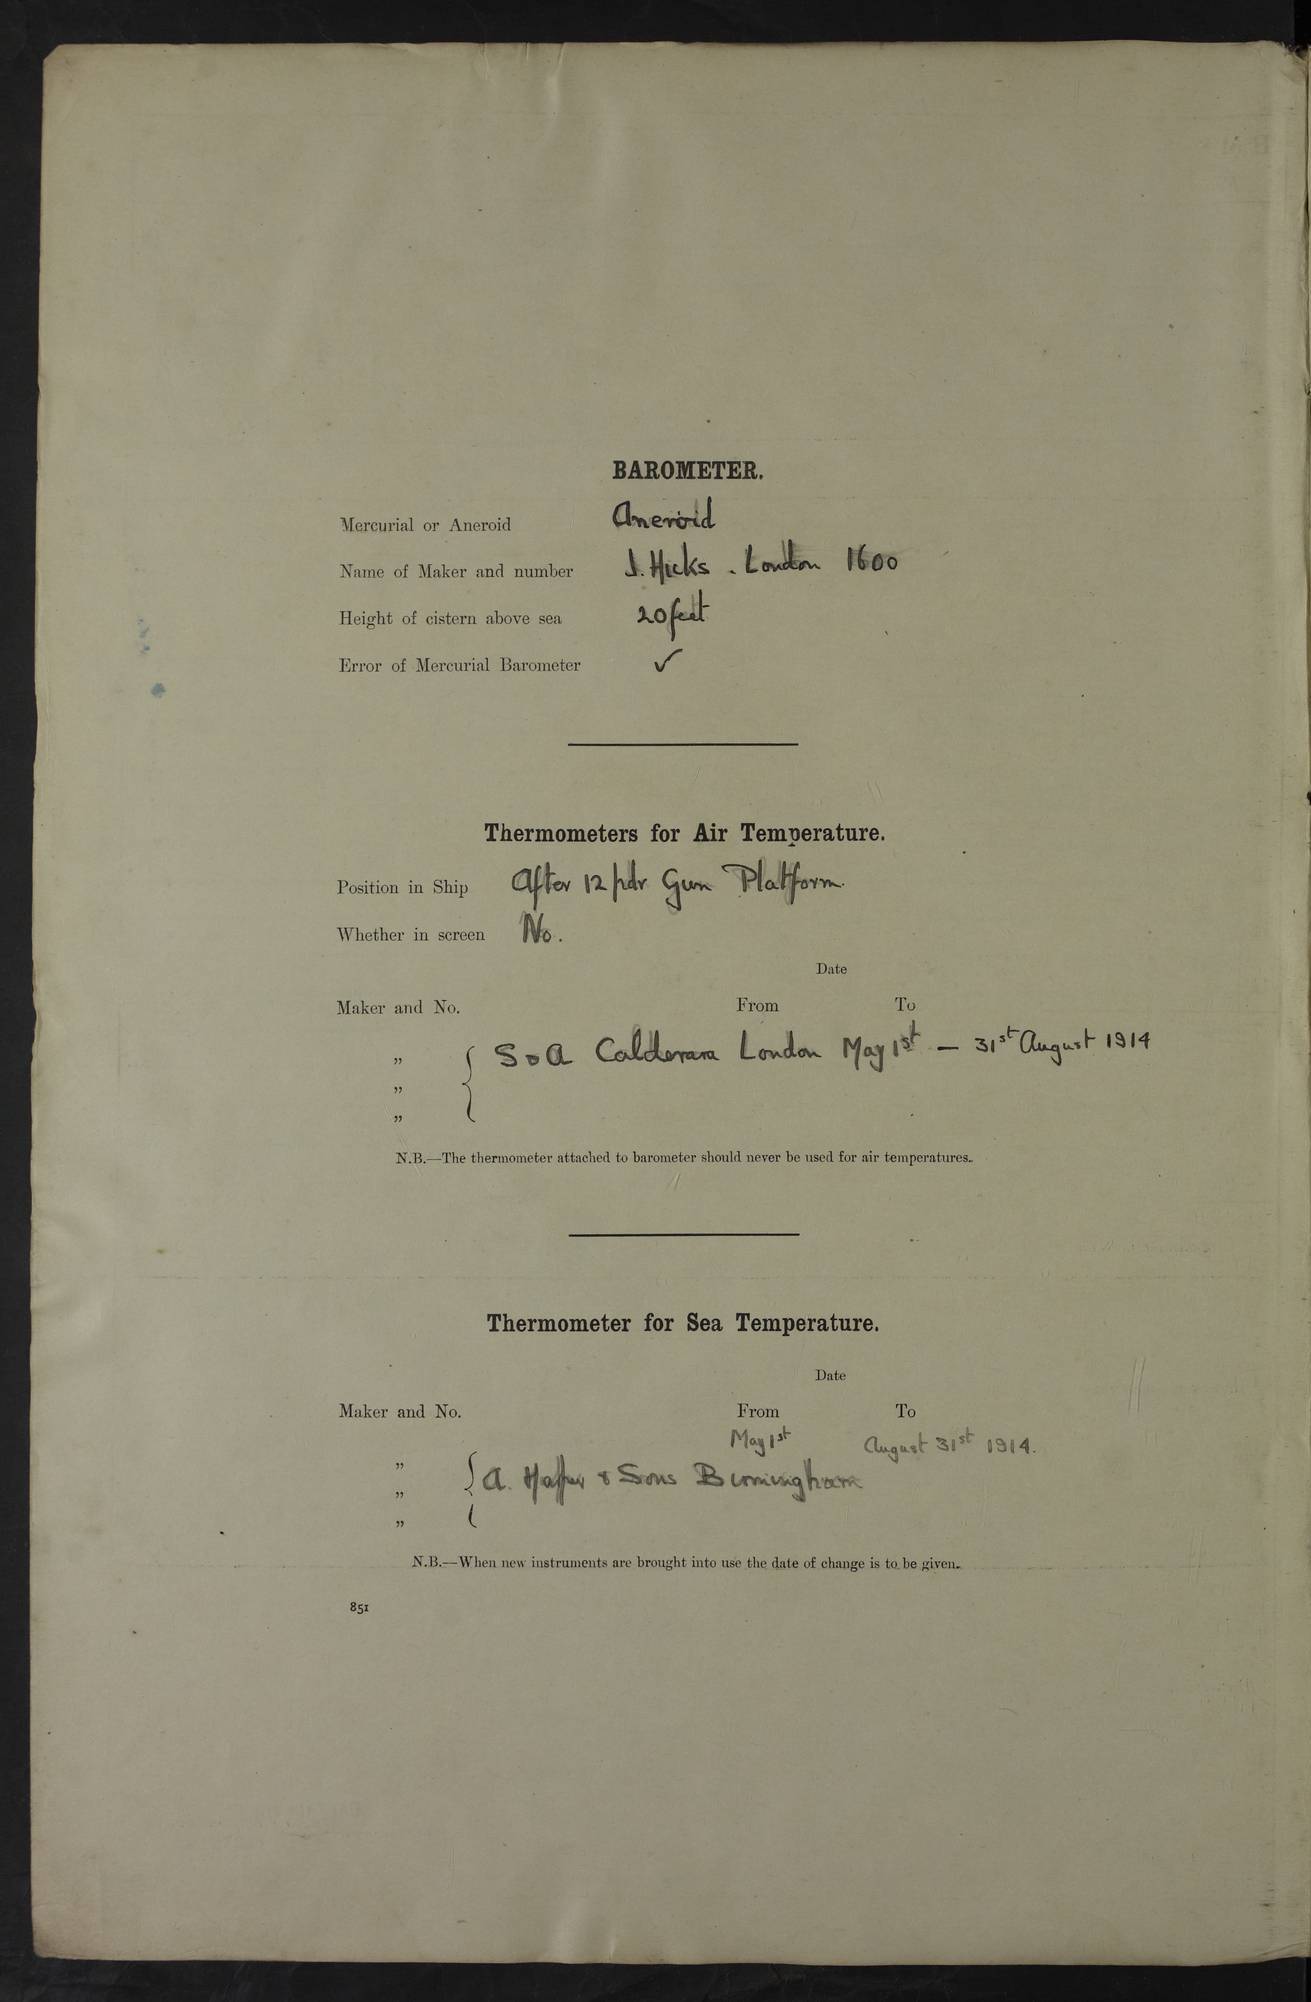 BAROMETER.
Mercurial or Aneroid Aneroid
Name of Maker and number J. Hicks . London 1600
Height of cistern above sea 20 feet
Error of Mercurial Barometer ✓
Thermometers for Air Temperature.
Position in Ship After 12 pdr Gun Platform.
Whether in screen No.
Date
Maker and No. From To
„ { S & A Calderara London May 1st — 31st August 1914
„
„
N.B.—The thermometer attached to barometer should never be used for air temperatures.
Thermometer for Sea Temperature.
Date
Maker and No. From To
May 1st August 31st 1914.
„ { A. & Sons Birmingham
„
„
N.B.—When new instruments are brought into use the date of change is to be given.
851